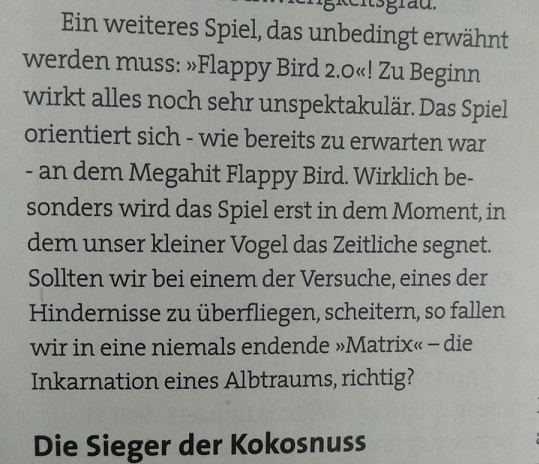 Ein weiteres Spiel, das unbedingt erwähnt
werden muss: »Flappy Bird 2.0«! Zu Beginn
wirkt alles noch sehr unspektakulär. Das Spiel
orientiert sich - wie bereits zu erwarten war
- an dem Megahit Flappy Bird. Wirklich be-
sonders wird das Spiel erst in dem Moment, in
dem unser kleiner Vogel das Zeitliche segnet.
Sollten wir bei einem der Versuche, eines der
Hindernisse zu überfliegen, scheitern, so fallen
wir in eine niemals endende »Matrix« – die
Inkarnation eines Albtraums, richtig?
Die Sieger der Kokosnuss